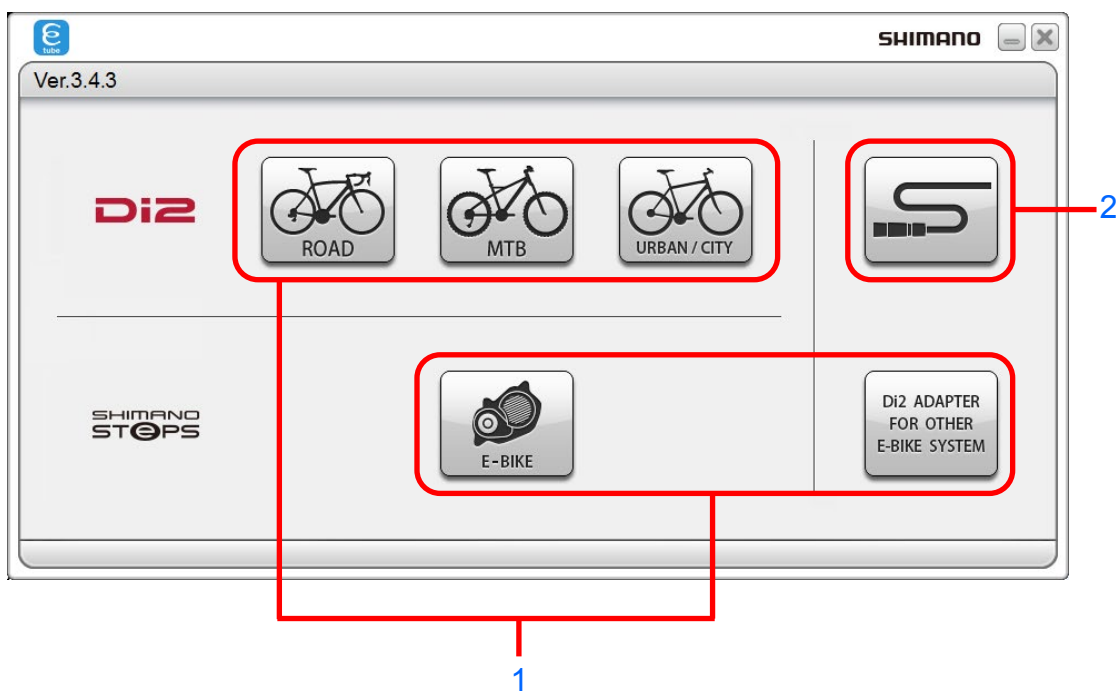 E
tube
SHIMANO
Ver.3.4.3
Di2
ROAD
MTB
URBAN / CITY
2
SHIMANO
STEPS
E-BIKE
Di2 ADAPTER
FOR OTHER
E-BIKE SYSTEM
1